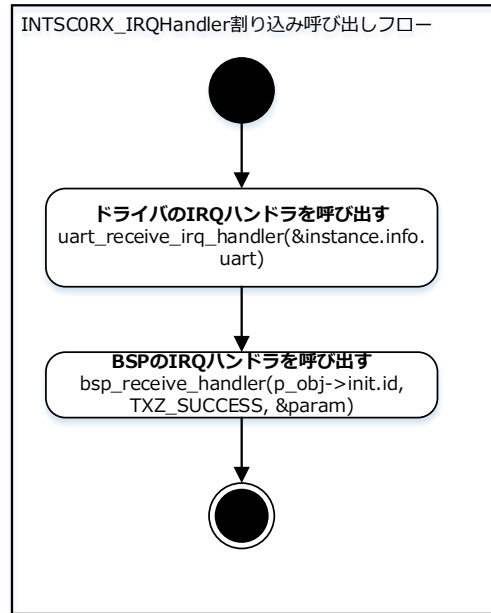 INTSC0RX_IRQHandler割り込み呼び出しフロー
ドライバのIRQハンドラを呼び出す
uart_receive_irq_handler(&instance.info.
uart)
BSPのIRQハンドラを呼び出す
bsp_receive_handler(p_obj->init.id,
TXZ_SUCCESS, &param)